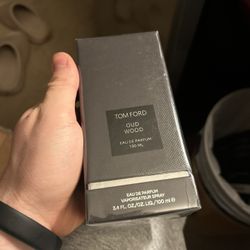 TOM FORD
OUD
WOOD
EAU DE PARFUM
100 ML
EAU DE PARFUM
VAPORISATEUR SPRAY
3.4 FL.OZ./OZ. LIQ./100 ml ℮